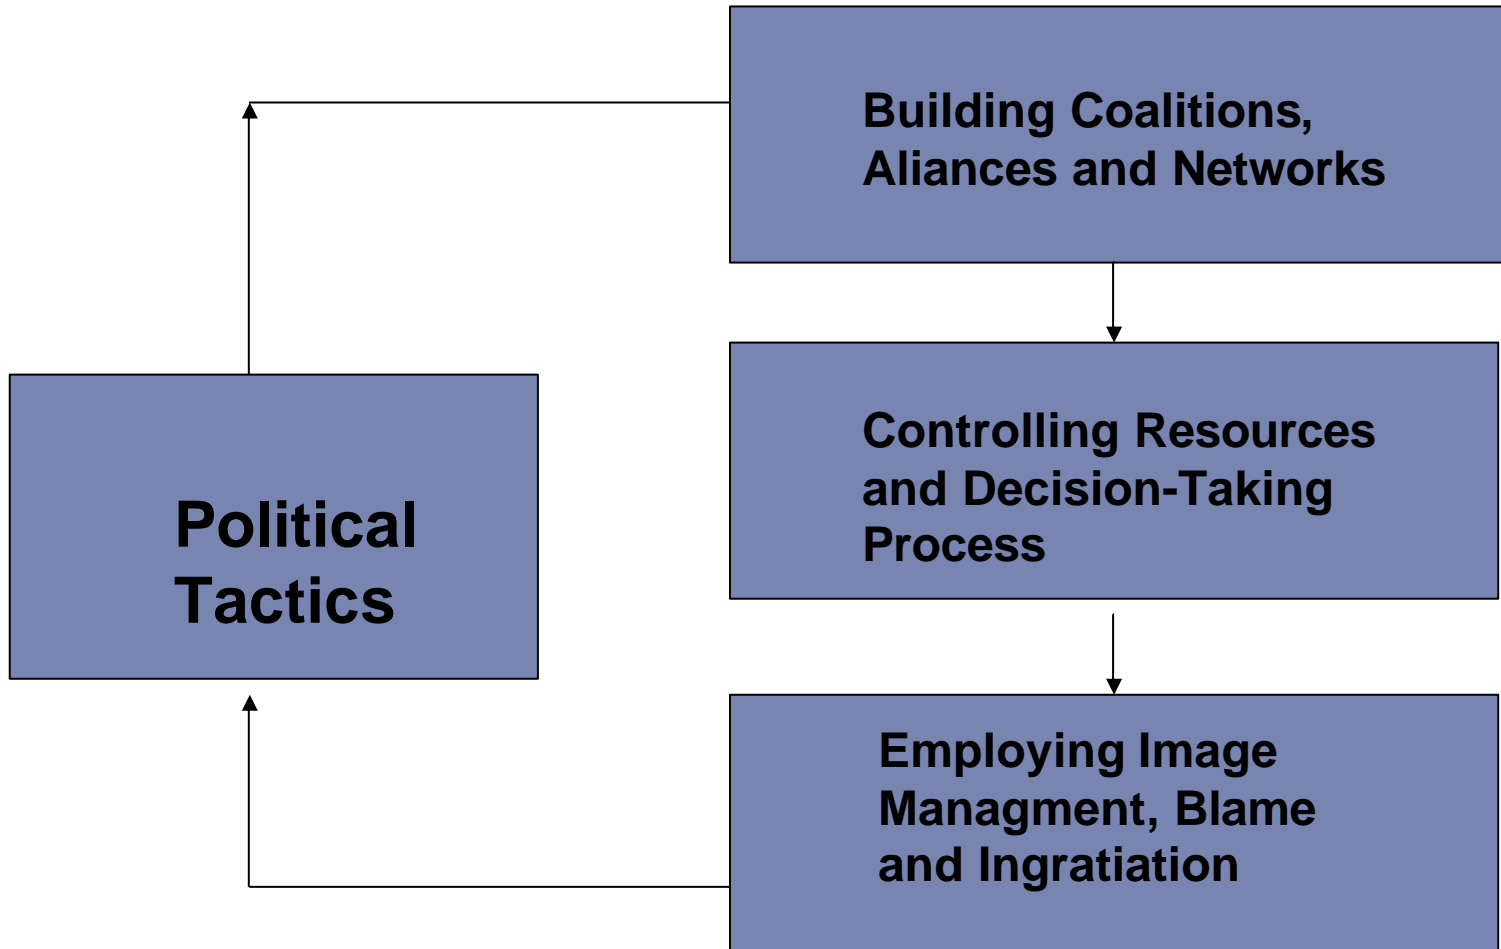 Building Coalitions,
Aliances and Networks
Controlling Resources
and Decision-Taking
Process
Political
Tactics
Employing Image
Managment, Blame
and Ingratiation